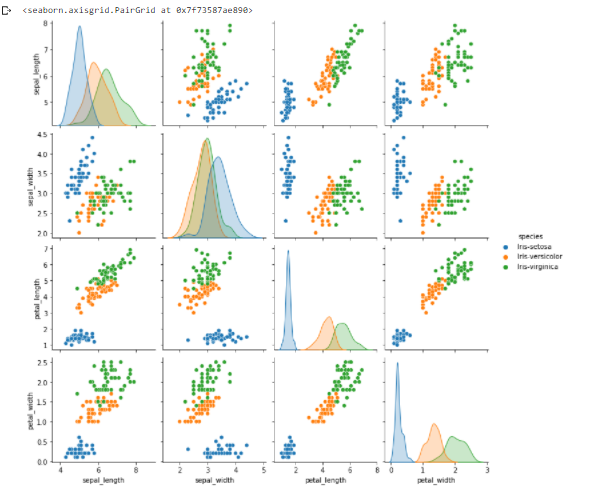 <seaborn.axisgrid.PairGrid at 0x7f73587ae890>
8
7
6
5
sepal_length
4.5
4.0
3.5
3.0
2.5
2.0
sepal_width
7
6
5
4
3
2
1
petal_length
2.5
2.0
1.5
1.0
0.5
0.0
petal_width
4 6 8
sepal_length
2 3 4 5
sepal_width
2 4 6 8
petal_length
0 1 2 3
petal_width
species
Iris-setosa
Iris-versicolor
Iris-virginica